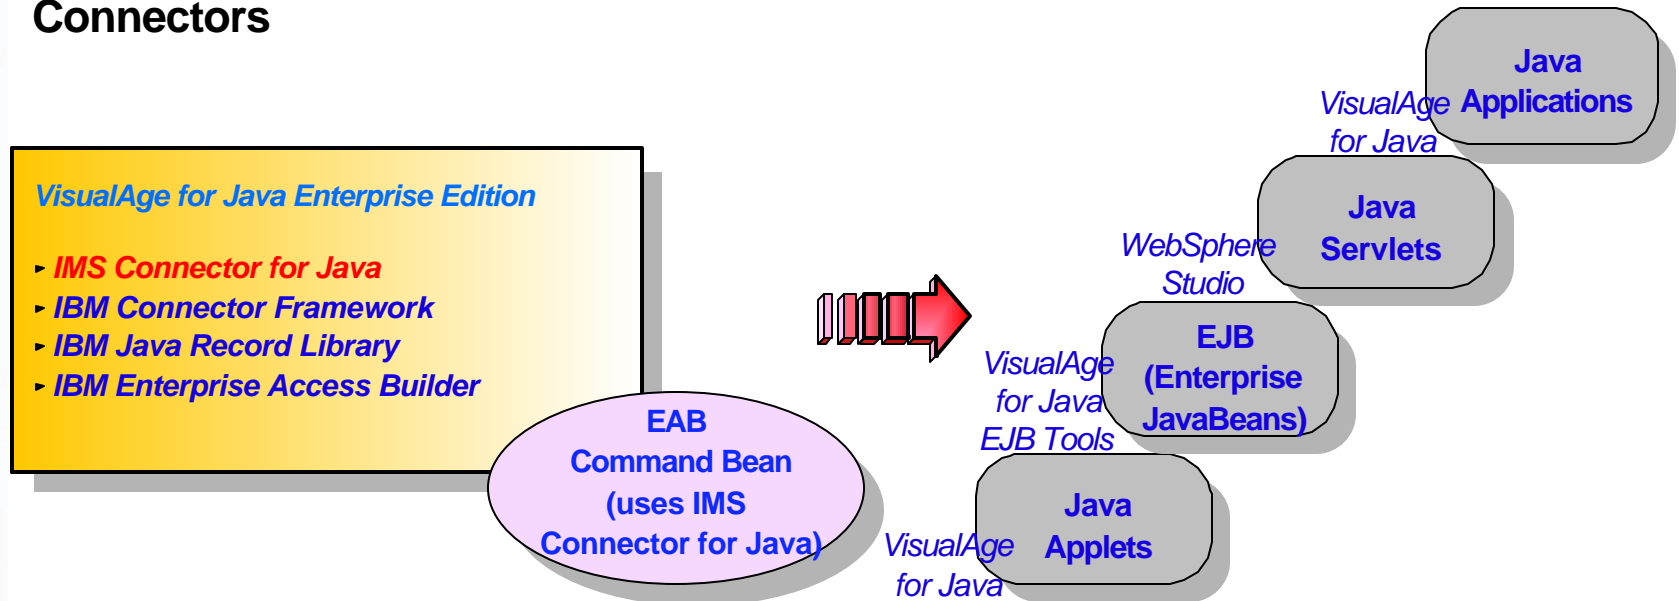 Connectors
VisualAge for Java Enterprise Edition
IMS Connector for Java
IBM Connector Framework
IBM Java Record Library
IBM Enterprise Access Builder
EAB
Command Bean
(uses IMS
Connector for Java)
Java
Applications
VisualAge
for Java
Java
Servlets
WebSphere
Studio
EJB
(Enterprise
JavaBeans)
VisualAge
for Java
EJB Tools
Java
Applets
VisualAge
for Java